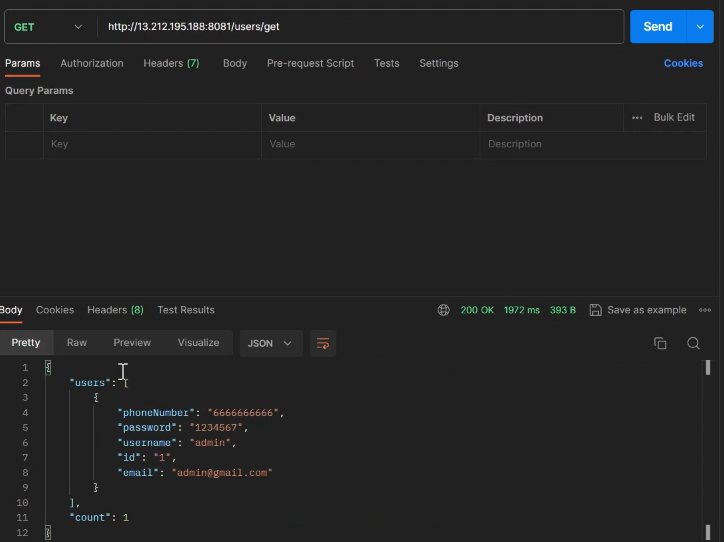 GET http://13.212.195.188:8081/users/get Send
Params Authorization Headers (7) Body Pre-request Script Tests Settings Cookies
Query Params
Key Value Description ••• Bulk Edit
Key Value Description
Body Cookies Headers (8) Test Results 200 OK 1972 ms 393 B Save as example •••
Pretty Raw Preview Visualize JSON
1 {
2 "users": [
3 {
4 "phoneNumber": "6666666666",
5 "password": "1234567",
6 "username": "admin",
7 "id": "1",
8 "email": "admin@gmail.com"
9 }
10 ],
11 "count": 1
12 }